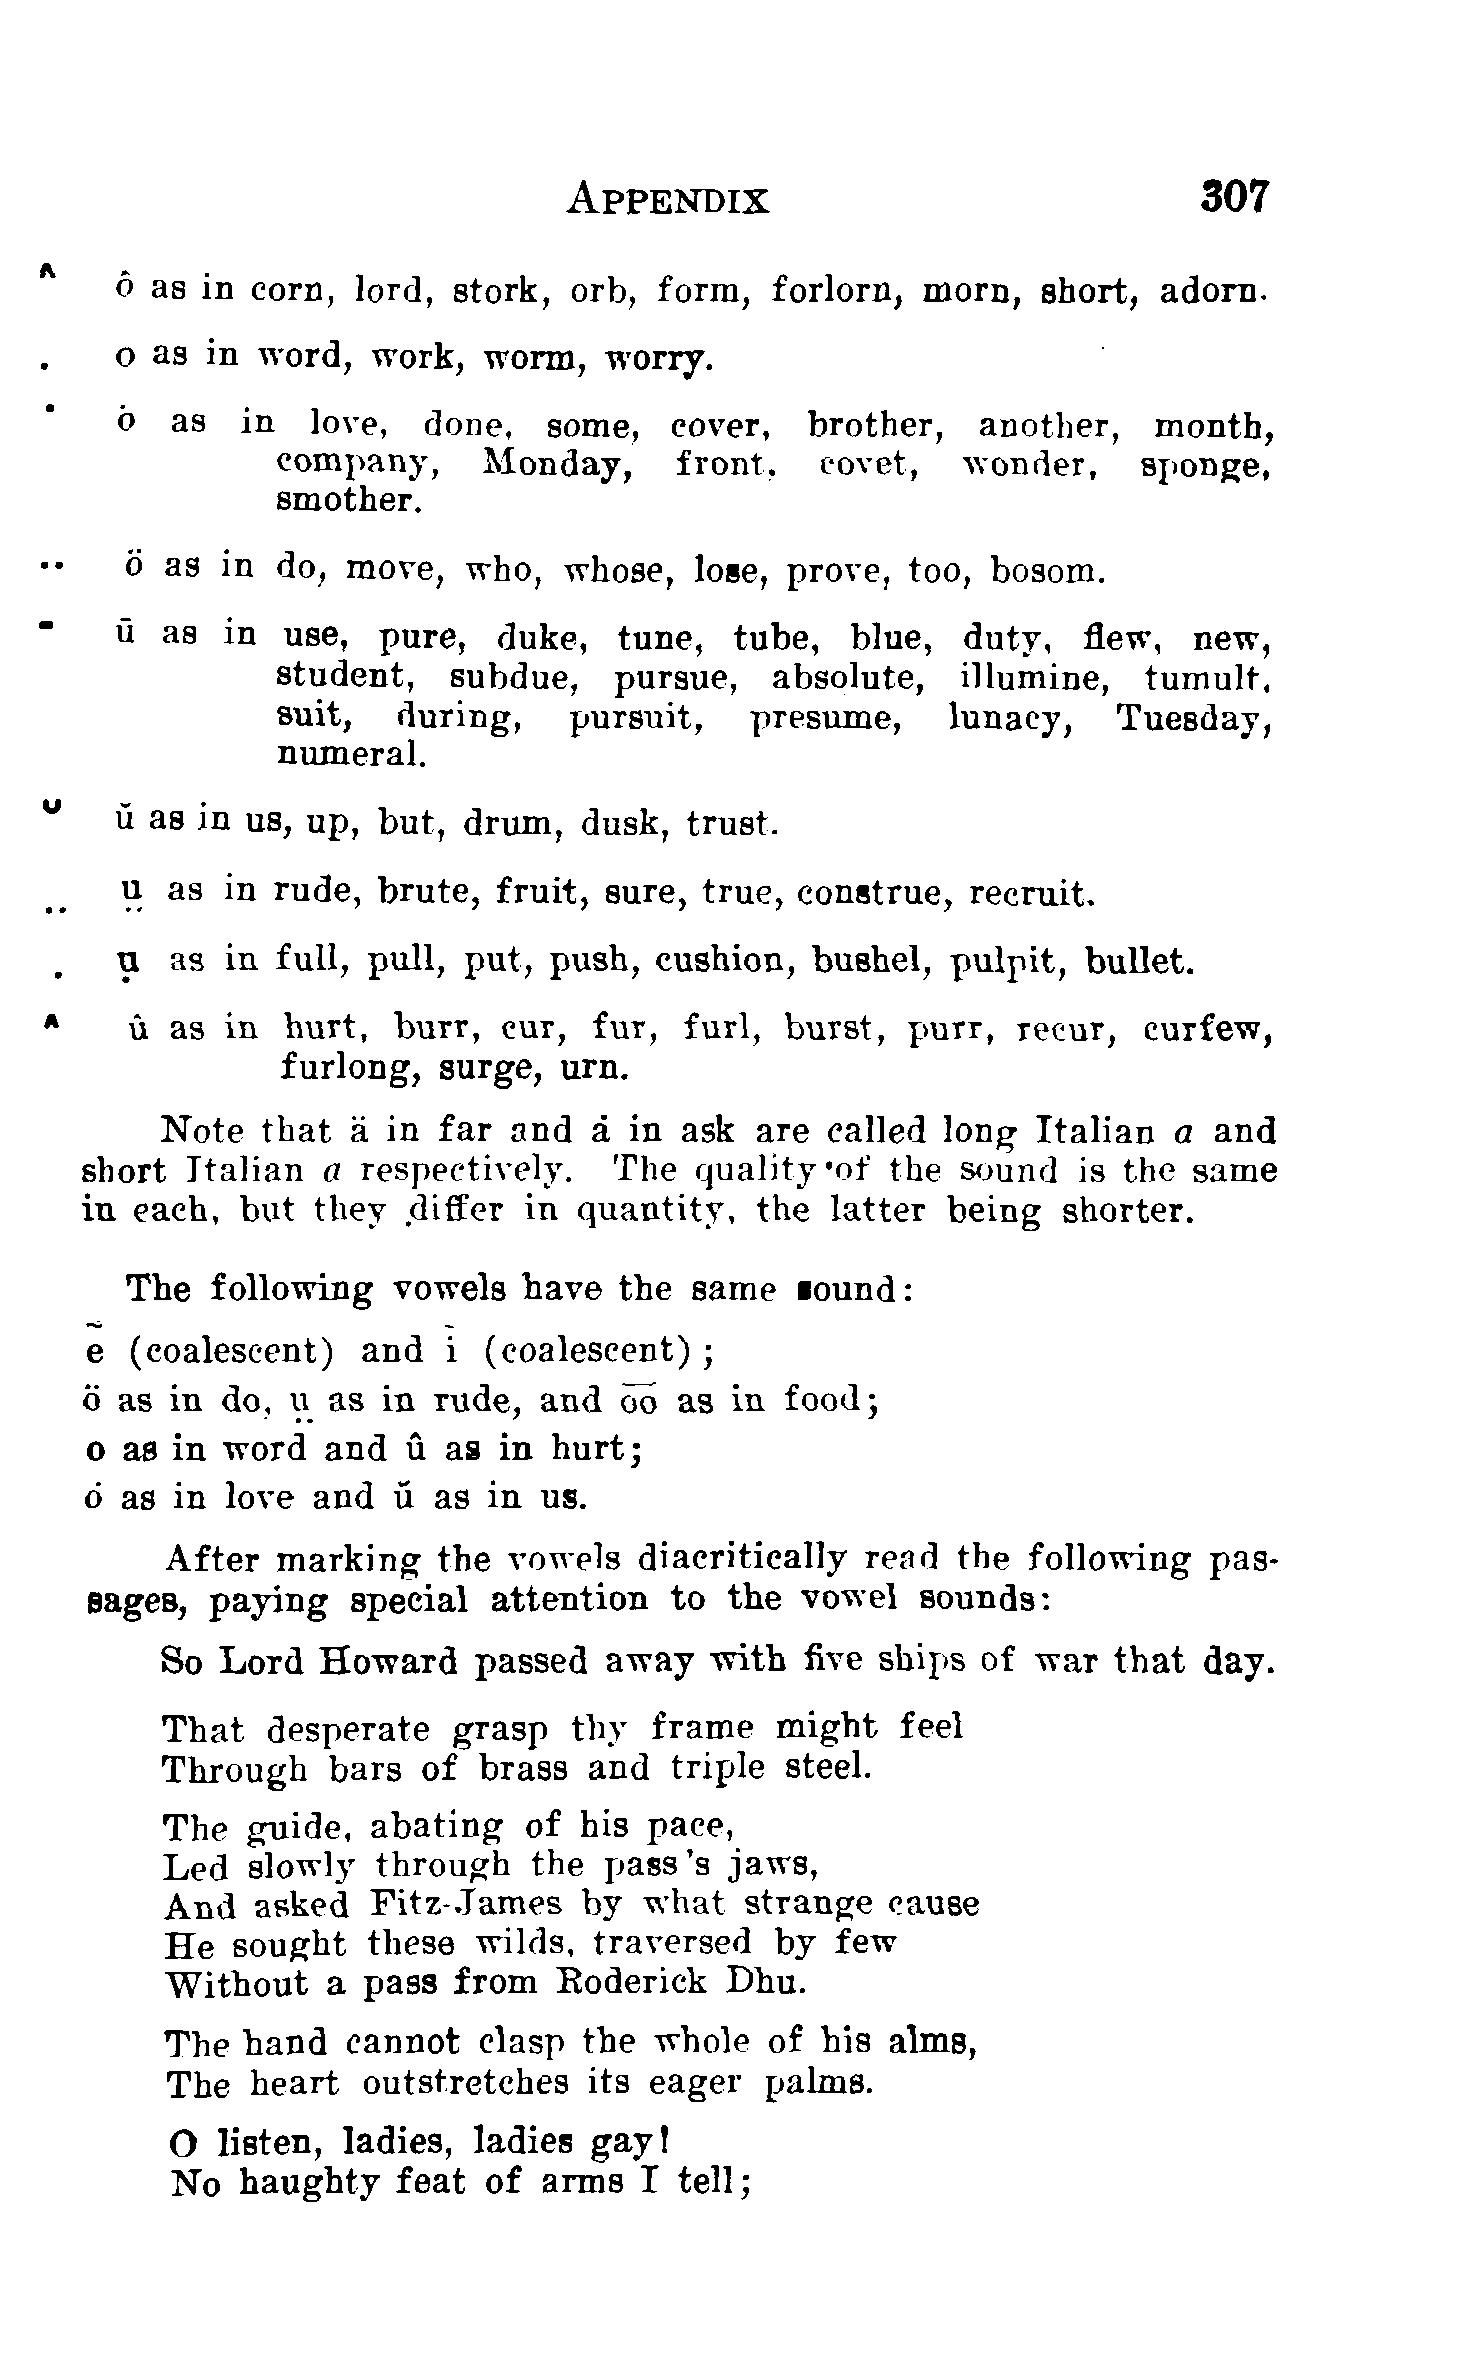 APPENDIX 307
^ ô as in corn, lord, stork, orb, form, forlorn, morn, short, adorn.
. o as in word, work, worm, worry.
˙ ȯ as in love, done, some, cover, brother, another, month,
company, Monday, front, covet, wonder, sponge,
smother.
¨ ö as in do, move, who, whose, lose, prove, too, bosom.
ˉ ū as in use, pure, duke, tune, tube, blue, duty, flew, new,
student, subdue, pursue, absolute, illumine, tumult,
suit, during, pursuit, presume, lunacy, Tuesday,
numeral.
˘ ŭ as in us, up, but, drum, dusk, trust.
.. ṳ as in rude, brute, fruit, sure, true, construe, recruit.
. ụ as in full, pull, put, push, cushion, bushel, pulpit, bullet.
^ û as in hurt, burr, cur, fur, furl, burst, purr, recur, curfew,
furlong, surge, urn.
Note that ä in far and ȧ in ask are called long Italian a and
short Italian a respectively. The quality of the sound is the same
in each, but they differ in quantity, the latter being shorter.
The following vowels have the same sound:
ẽ (coalescent) and ĩ (coalescent);
ö as in do, ṳ as in rude, and o͞o as in food;
o as in word and û as in hurt;
ȯ as in love and ŭ as in us.
After marking the vowels diacritically read the following pas-
sages, paying special attention to the vowel sounds:
So Lord Howard passed away with five ships of war that day.
That desperate grasp thy frame might feel
Through bars of brass and triple steel.
The guide, abating of his pace,
Led slowly through the pass's jaws,
And asked Fitz-James by what strange cause
He sought these wilds, traversed by few
Without a pass from Roderick Dhu.
The hand cannot clasp the whole of his alms,
The heart outstretches its eager palms.
O listen, listen, ladies gay!
No haughty feat of arms I tell;